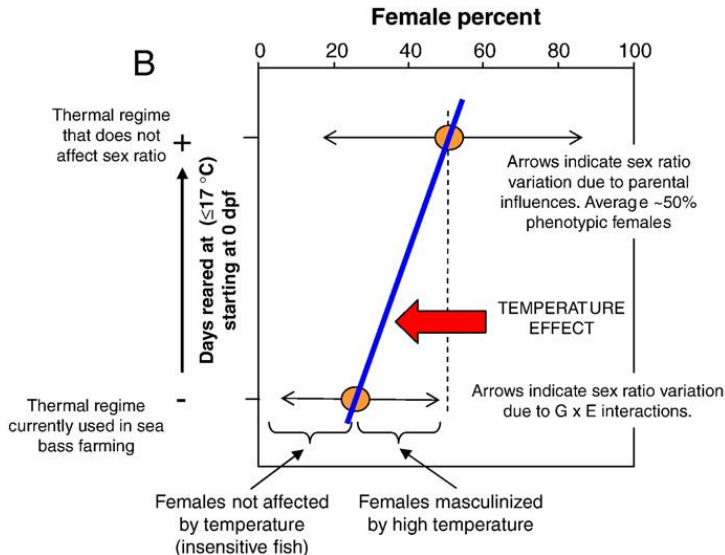 Female percent
0 20 40 60 80 100
B
Thermal regime
that does not
affect sex ratio
+
Days reared at (≤17 °C)
starting at 0 dpf
-
Thermal regime
currently used in sea
bass farming
Arrows indicate sex ratio
variation due to parental
influences. Average ~50%
phenotypic females
TEMPERATURE
EFFECT
Arrows indicate sex ratio variation
due to G x E interactions.
Females not affected
by temperature
(insensitive fish)
Females masculinized
by high temperature